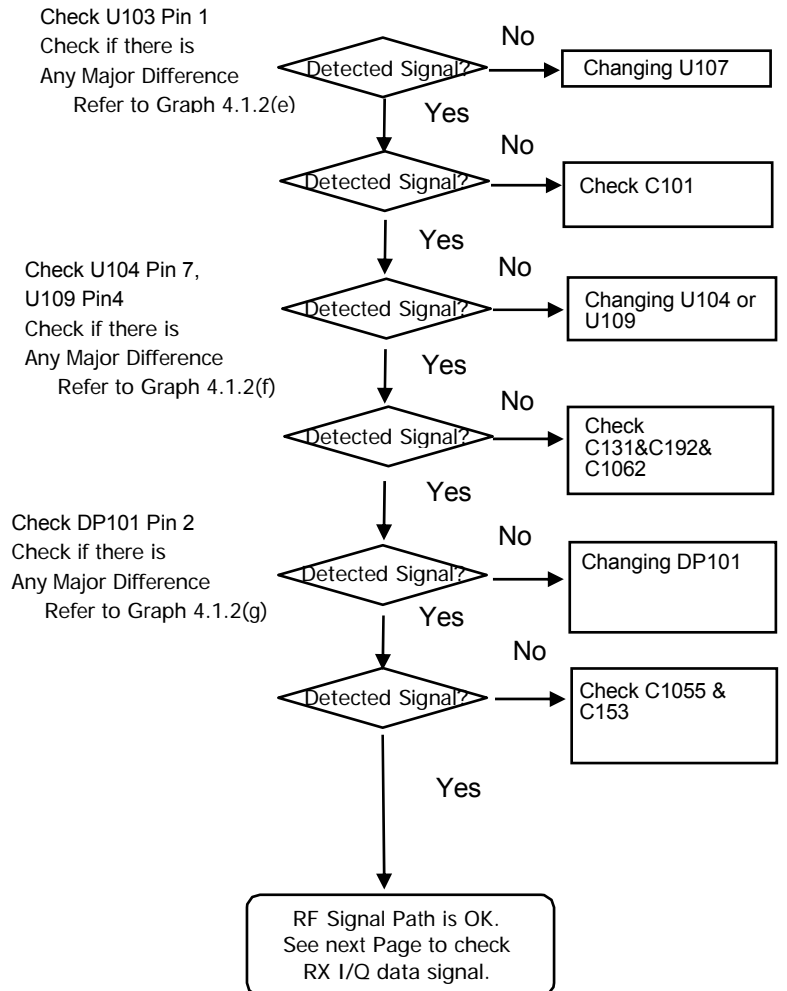 Check U103 Pin 1
Check if there is
Any Major Difference
Refer to Graph 4.1.2(e)
Detected Signal?
No
Changing U107
Yes
Detected Signal?
No
Check C101
Yes
Check U104 Pin 7,
U109 Pin4
Check if there is
Any Major Difference
Refer to Graph 4.1.2(f)
Detected Signal?
No
Changing U104 or
U109
Yes
Detected Signal?
No
Check
C131&C192&
C1062
Yes
Check DP101 Pin 2
Check if there is
Any Major Difference
Refer to Graph 4.1.2(g)
Detected Signal?
No
Changing DP101
Yes
Detected Signal?
No
Check C1055 &
C153
Yes
RF Signal Path is OK.
See next Page to check
RX I/Q data signal.